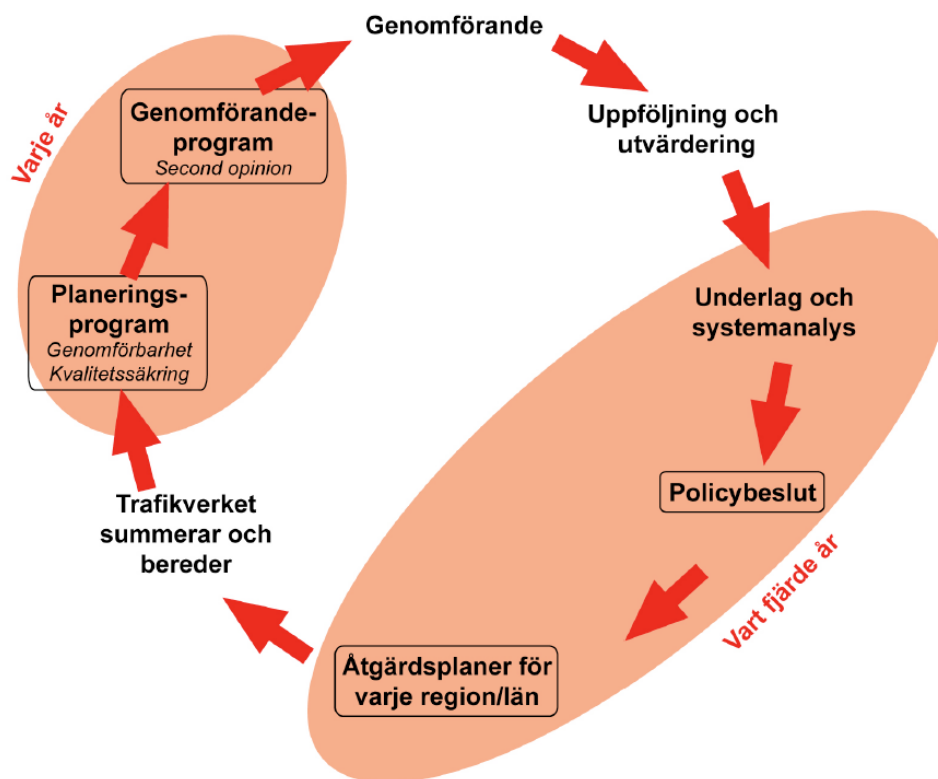 Genomförande
Varje år
Genomförande-
program
Second opinion
Uppföljning och
utvärdering
Planerings-
program
Genomförbarhet
Kvalitetssäkring
Underlag och
systemanalys
Policybeslut
Trafikverket
summerar och
bereder
Vart fjärde år
Åtgärdsplaner för
varje region/län